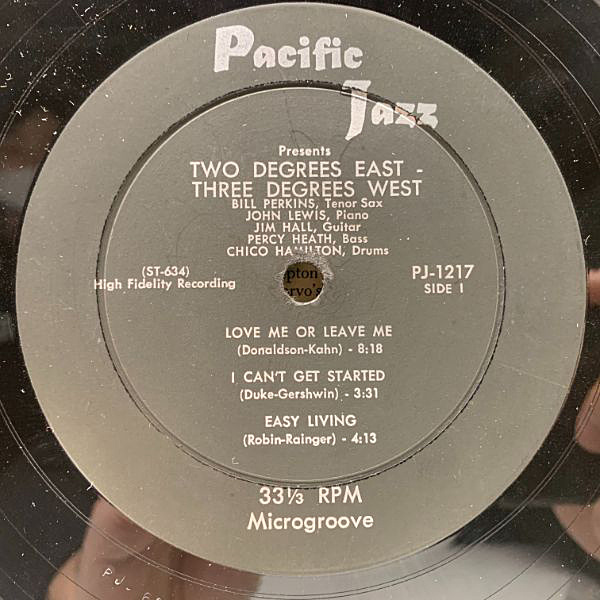 Pacific
Jazz
Presents
TWO DEGREES EAST -
THREE DEGREES WEST
BILL PERKINS, Tenor Sax
JOHN LEWIS, Piano
JIM HALL, Guitar
PERCY HEATH, Bass
CHICO HAMILTON, Drums
(ST-634)
High Fidelity Recording
PJ-1217
SIDE 1
LOVE ME OR LEAVE ME
(Donaldson-Kahn) - 8:18
I CAN'T GET STARTED
(Duke-Gershwin) - 3:31
EASY LIVING
(Robin-Rainger) - 4:13
33⅓ RPM
Microgroove